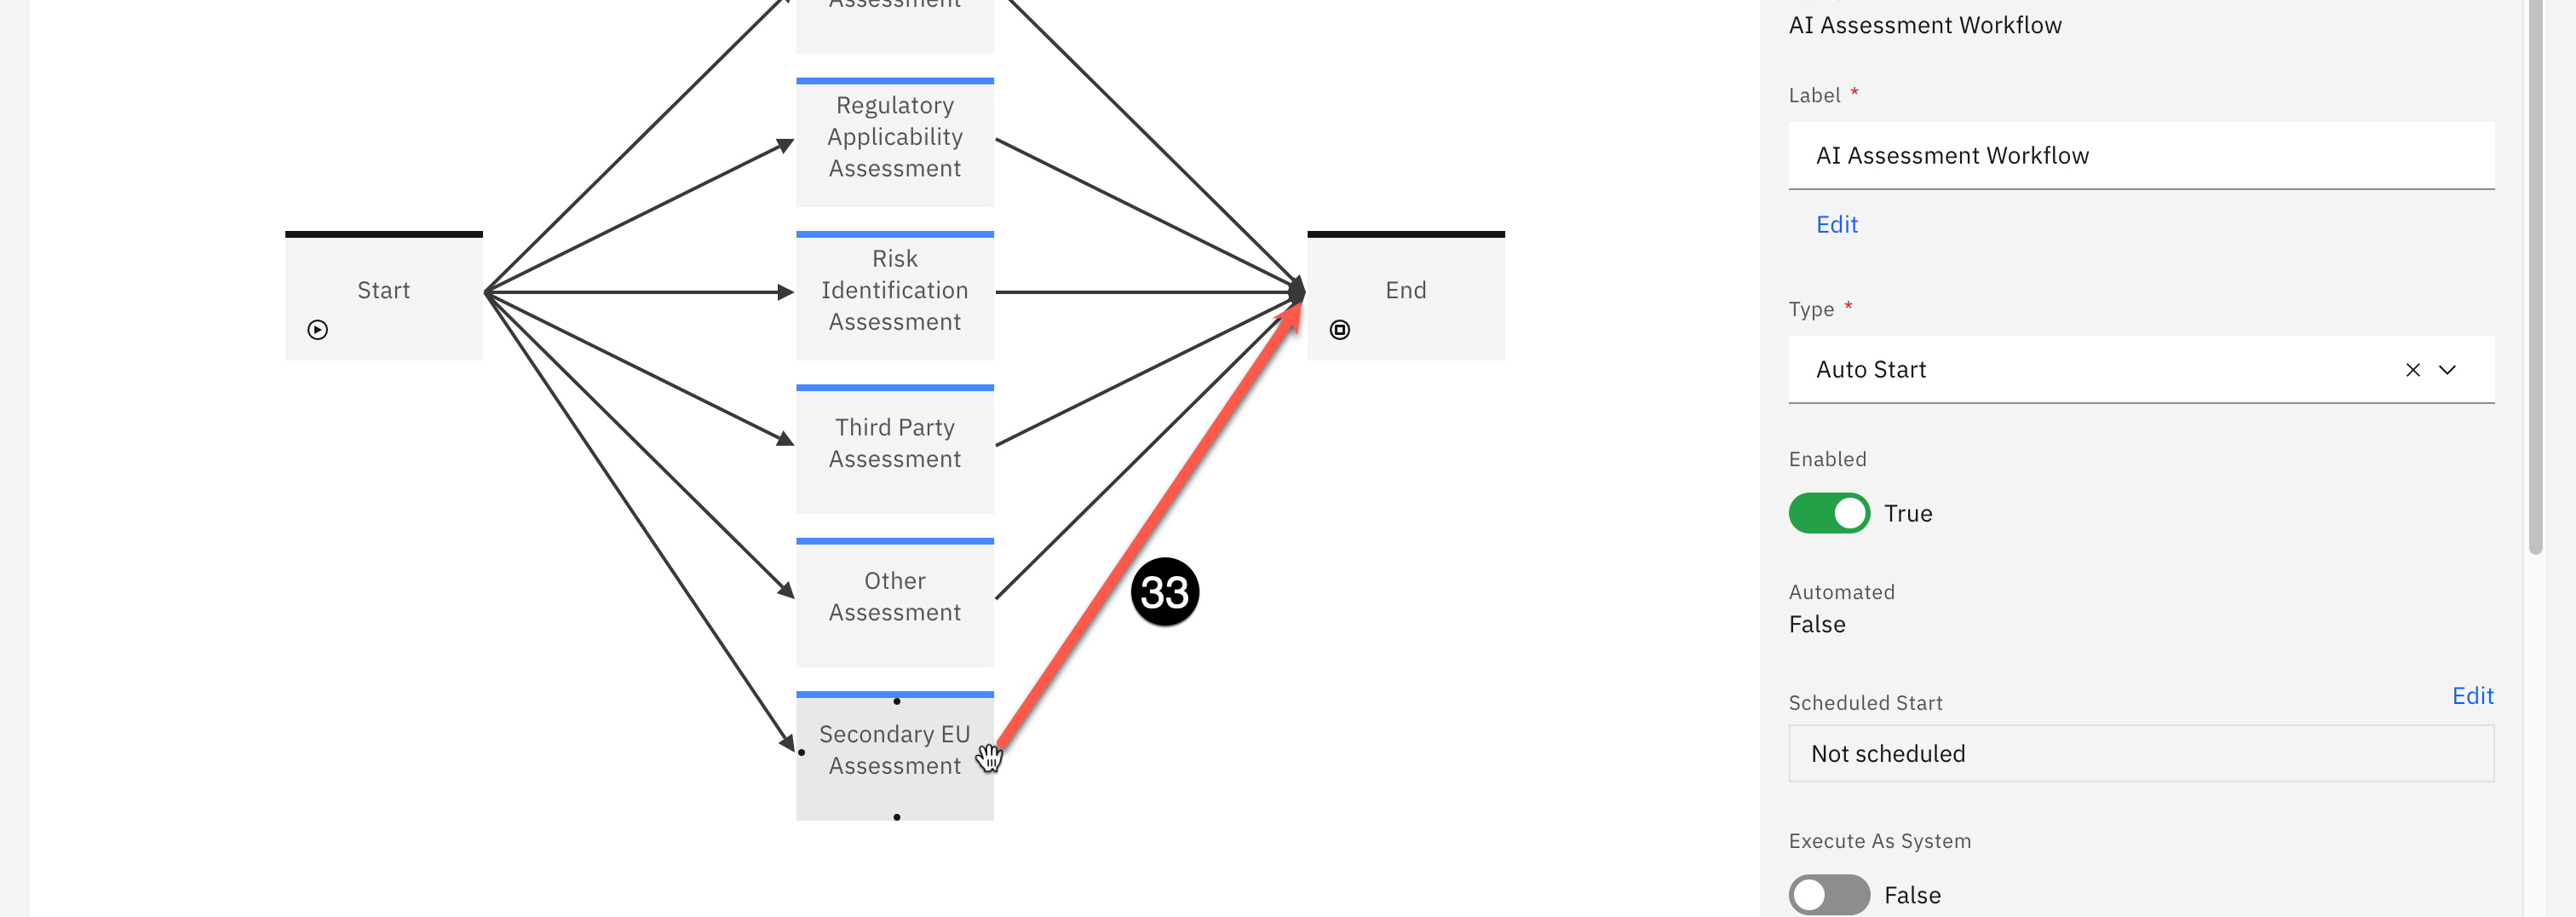 Assessment
Regulatory
Applicability
Assessment
Start
Risk
Identification
Assessment
End
Third Party
Assessment
Other
Assessment
33
Secondary EU
Assessment
AI Assessment Workflow
Label *
AI Assessment Workflow
Edit
Type *
Auto Start
Enabled
True
Automated
False
Scheduled Start
Edit
Not scheduled
Execute As System
False